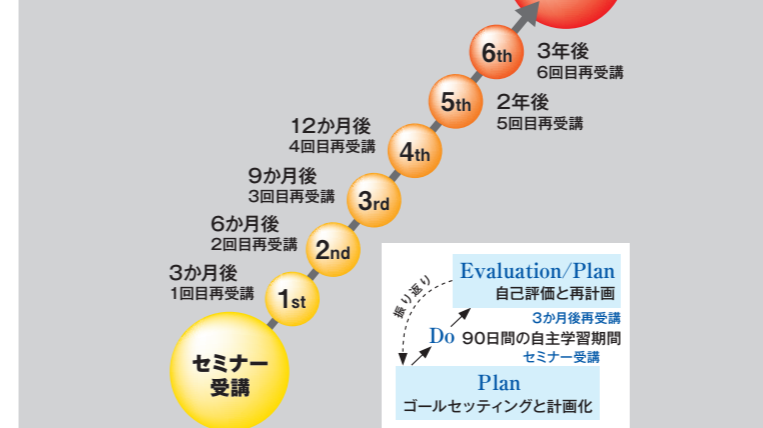 6th
3年後
6回目再受講
5th
2年後
5回目再受講
12か月後
4回目再受講
4th
9か月後
3回目再受講
3rd
6か月後
2回目再受講
2nd
3か月後
1回目再受講
1st
セミナー
受講
Evaluation/Plan
自己評価と再計画
振り返り
3か月後再受講
Do 90日間の自主学習期間
セミナー受講
Plan
ゴールセッティングと計画化